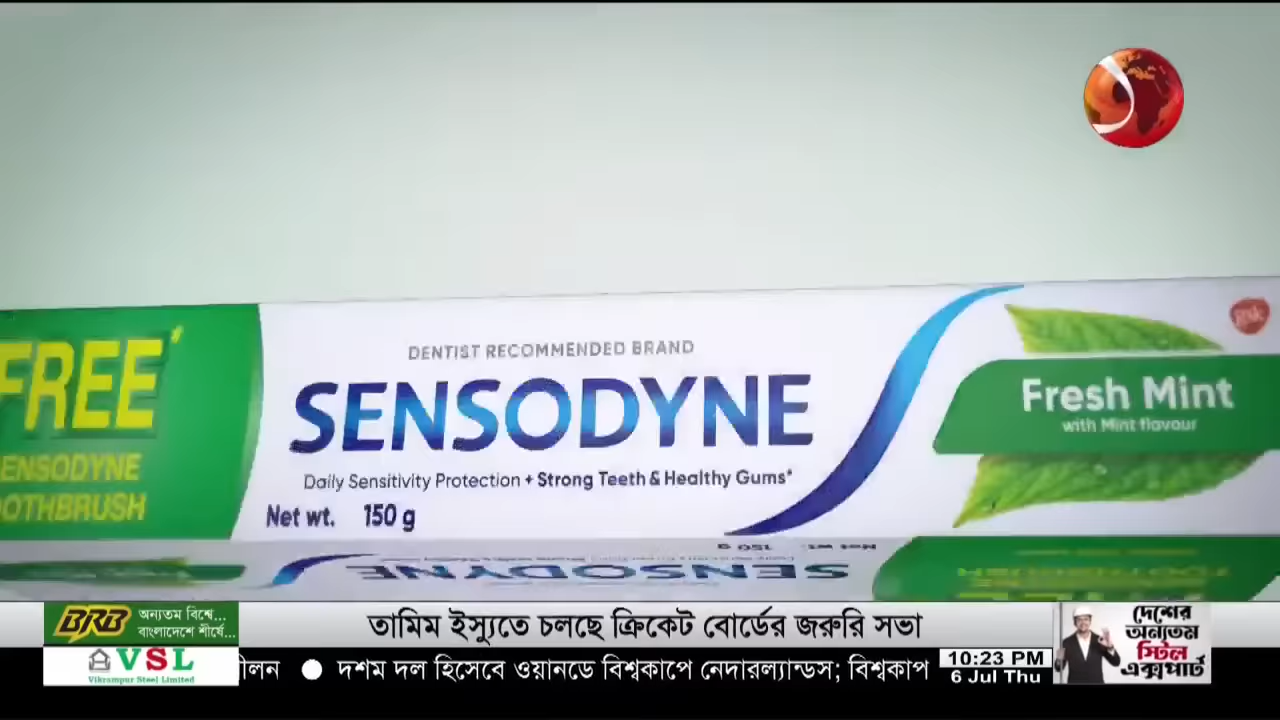 FREE*
ENSODYNE
OOTHBRUSH
DENTIST RECOMMENDED BRAND
SENSODYNE
Daily Sensitivity Protection + Strong Teeth & Healthy Gums*
Net wt. 150 g
gsk
Fresh Mint
with Mint flavour
BRB
অন্যতম বিশ্বে...
বাংলাদেশে শীর্ষে...
তামিম ইস্যুতে চলছে ক্রিকেট বোর্ডের জরুরি সভা
VSL
Vikrampur Steel Limited
লন ● দশম দল হিসেবে ওয়ানডে বিশ্বকাপে নেদারল্যান্ডস; বিশ্বকাপ
10:23 PM
6 Jul Thu
দেশের
অন্যতম
স্টিল
এক্সপার্ট